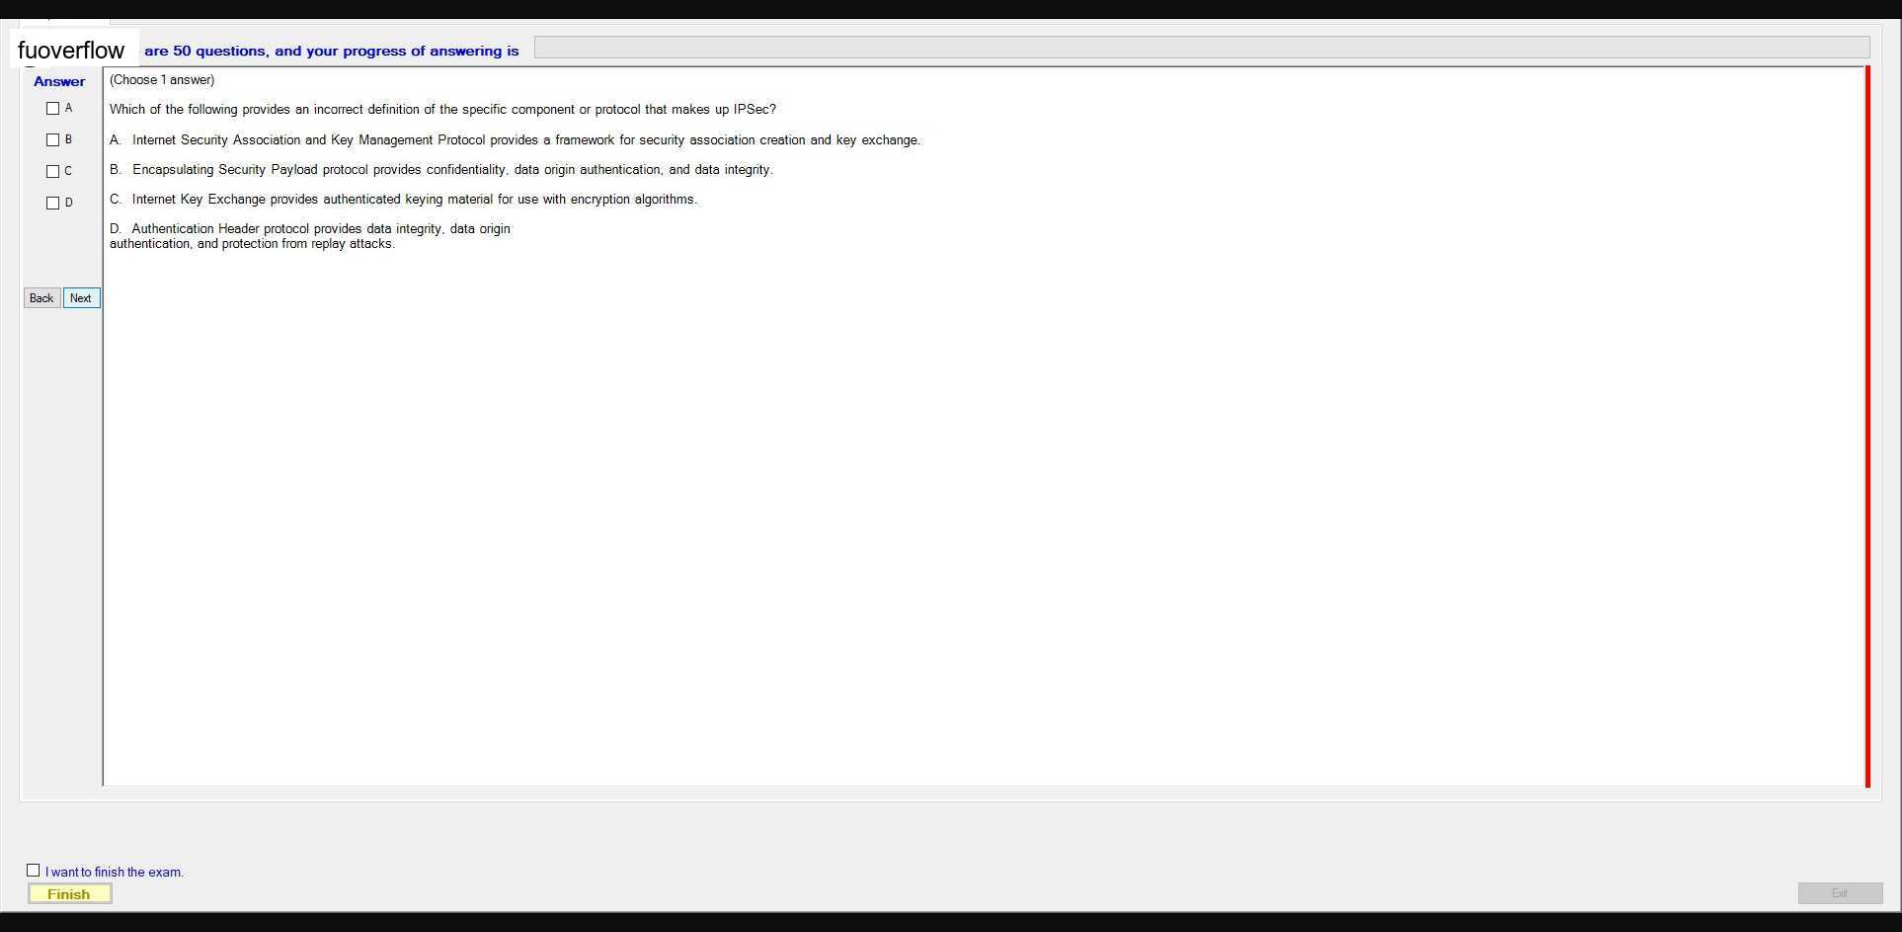 fuoverflow are 50 questions, and your progress of answering is
Answer
(Choose 1 answer)
A
Which of the following provides an incorrect definition of the specific component or protocol that makes up IPSec?
B
A. Internet Security Association and Key Management Protocol provides a framework for security association creation and key exchange.
C
B. Encapsulating Security Payload protocol provides confidentiality, data origin authentication, and data integrity.
D
C. Internet Key Exchange provides authenticated keying material for use with encryption algorithms.
D. Authentication Header protocol provides data integrity, data origin
authentication, and protection from replay attacks.
Back Next
I want to finish the exam.
Finish
Exit